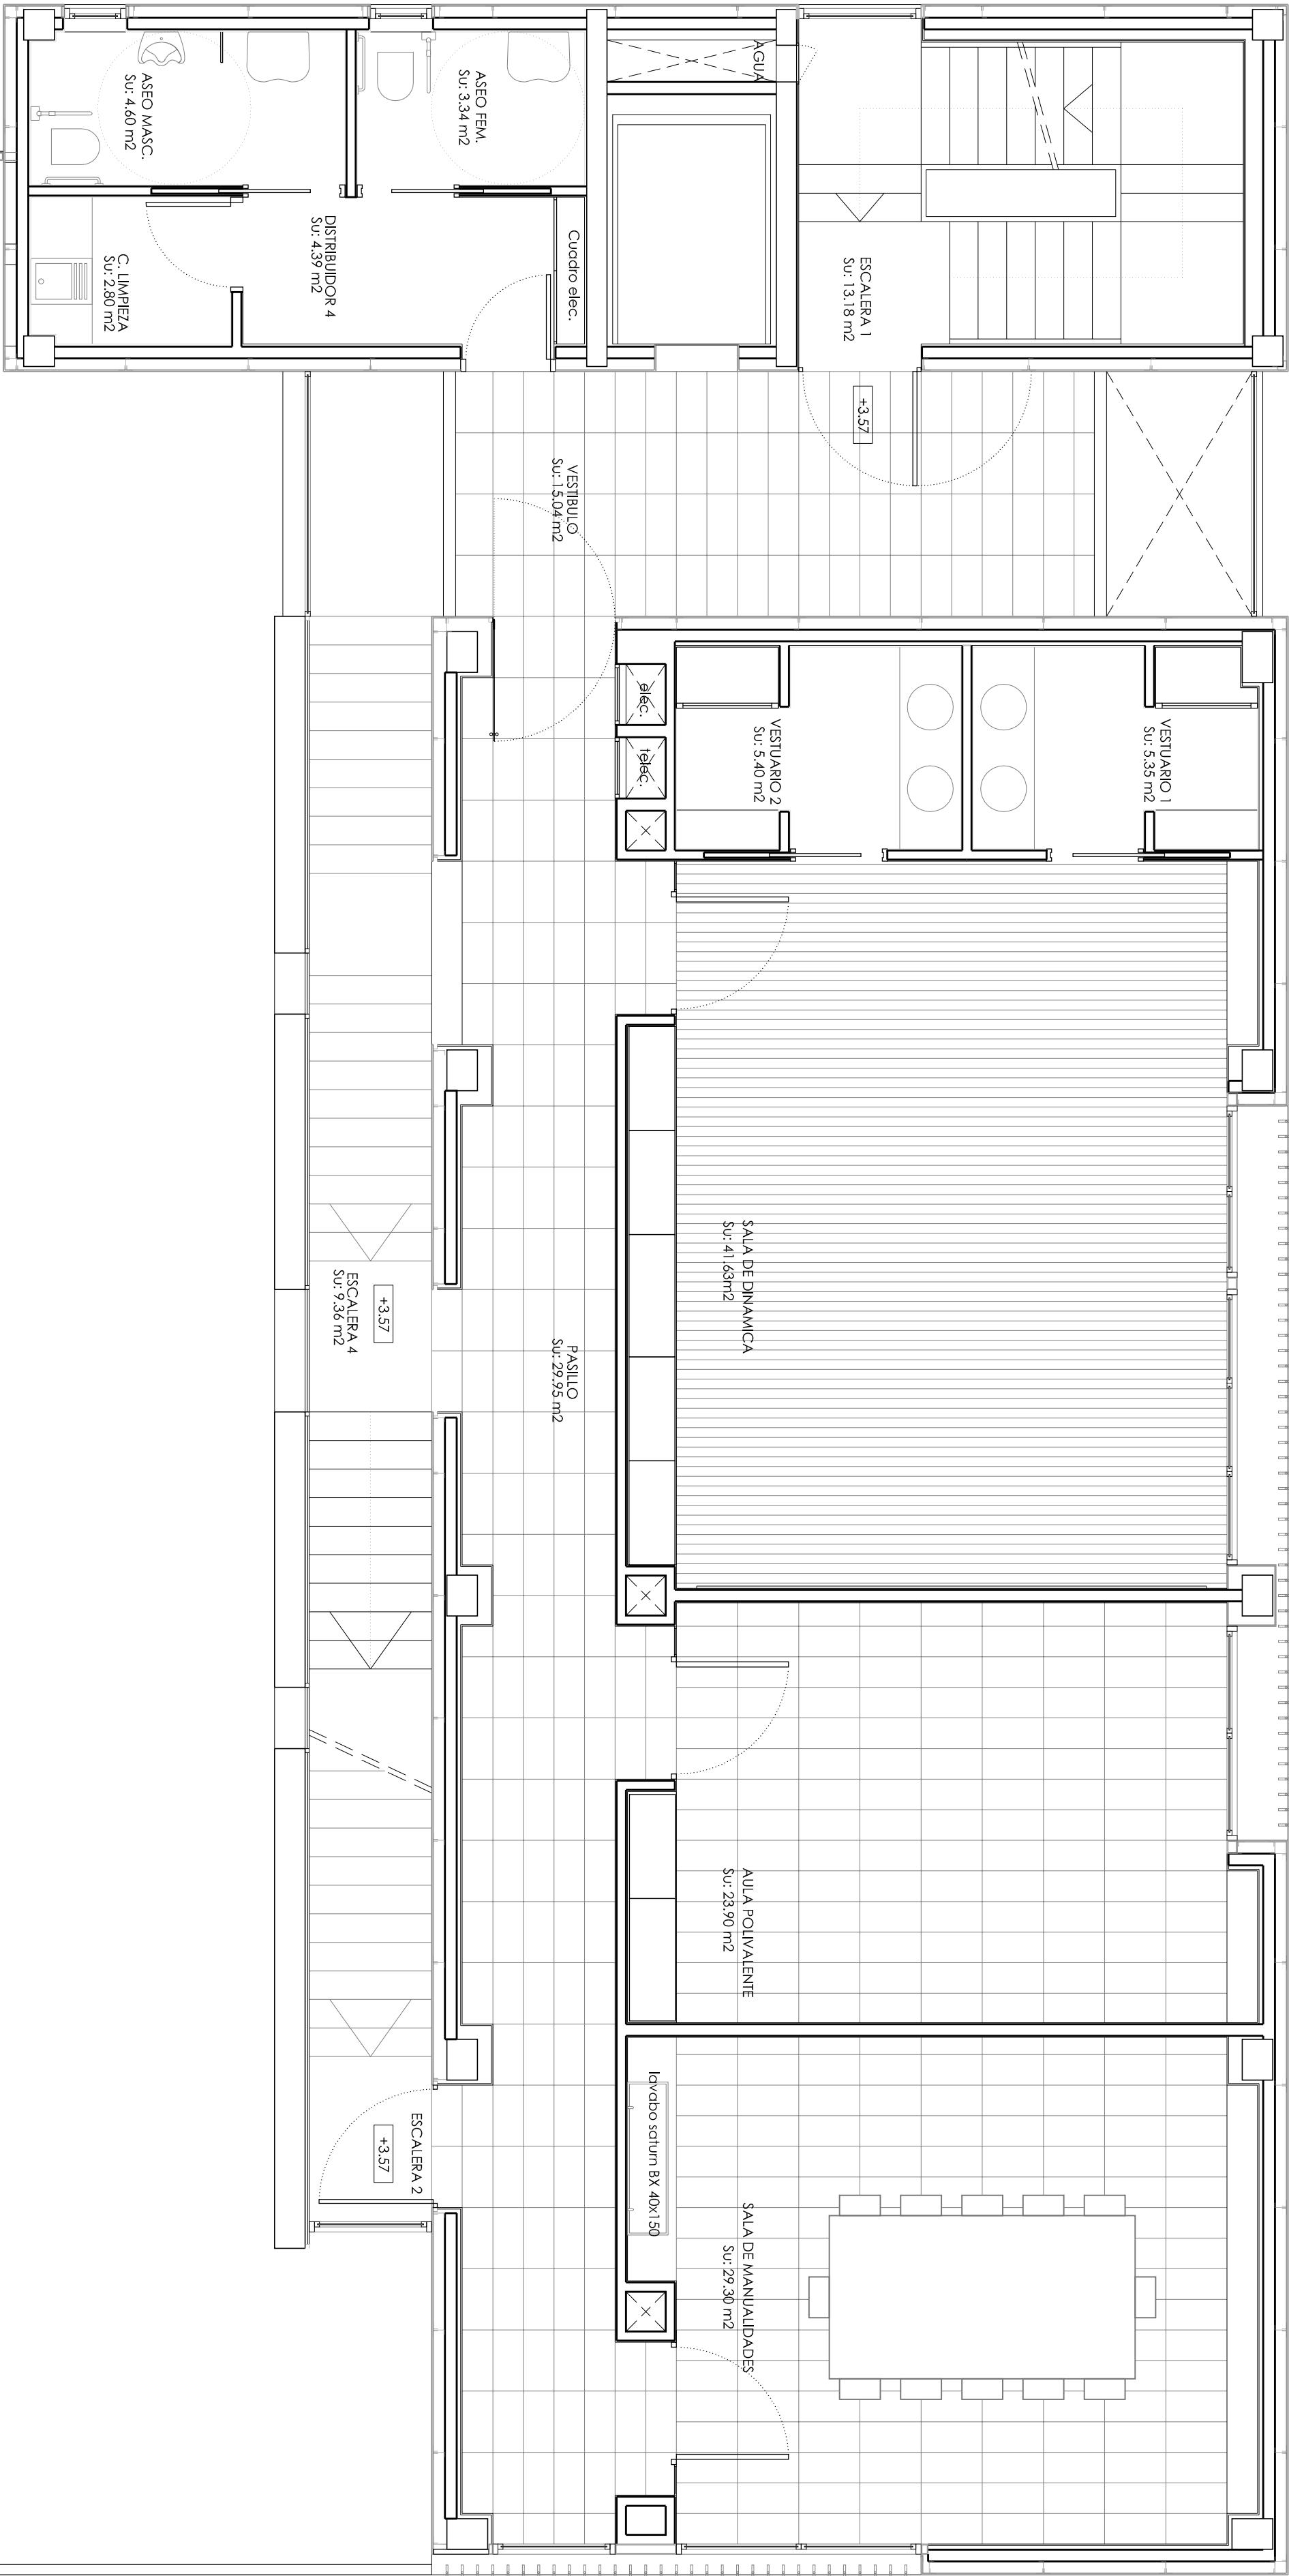 AGUA
ASEO FEM.
Su: 3.34 m2
ASEO MASC.
Su: 4.60 m2
Cuadro elec.
DISTRIBUIDOR 4
Su: 4.39 m2
C. LIMPIEZA
Su: 2.80 m2
ESCALERA 1
Su: 13.18 m2
+3.57
VESTIBULO
Su: 15.04 m2
elec.
telec.
VESTUARIO 1
Su: 5.35 m2
VESTUARIO 2
Su: 5.40 m2
SALA DE DINAMICA
Su: 41.63m2
+3.57
ESCALERA 4
Su: 9.36 m2
PASILLO
Su: 29.95 m2
AULA POLIVALENTE
Su: 23.90 m2
lavabo saturn BX 40x150
ESCALERA 2
+3.57
SALA DE MANUALIDADES
Su: 29.30 m2